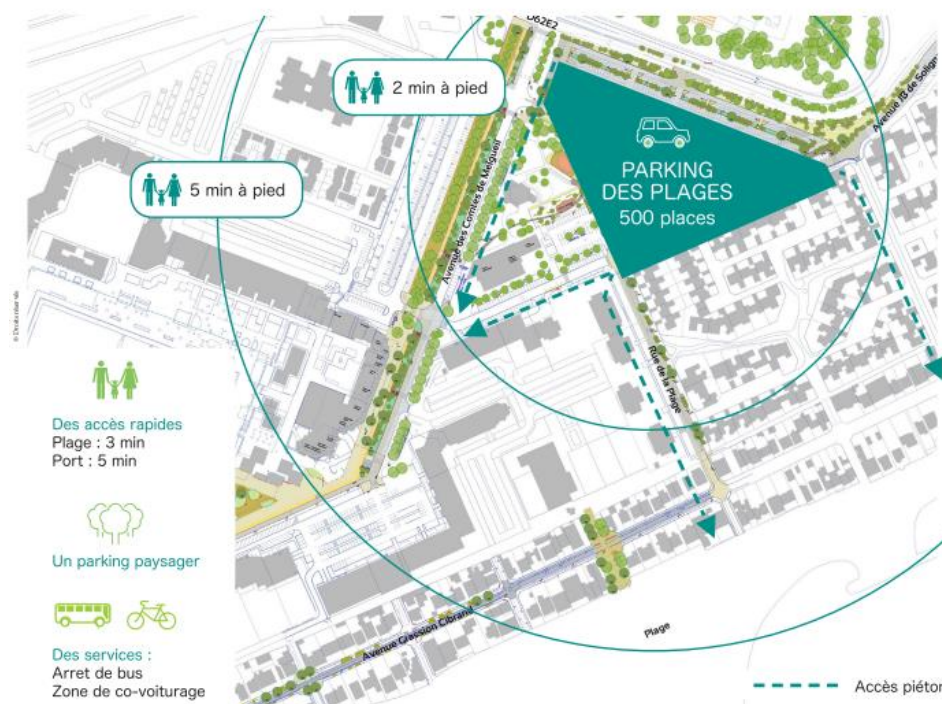 D62E2
2 min à pied
5 min à pied
PARKING
DES PLAGES
500 places
Avenue des Comtes de Melgueil
Rue de la Plage
Avenue Grassion Cibrand
Plage
© Droits réservés
Des accès rapides
Plage : 3 min
Port : 5 min
Un parking paysager
Des services :
Arret de bus
Zone de co-voiturage
Accès piéton